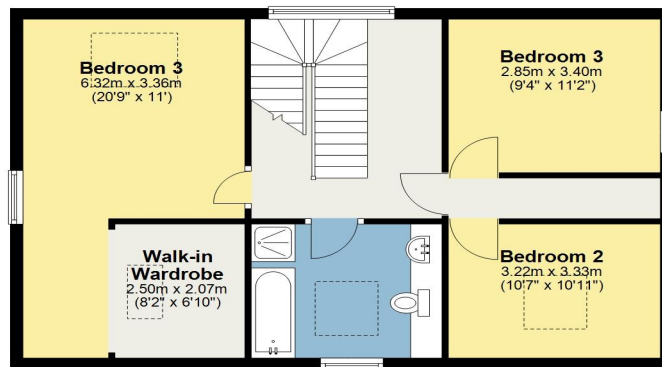 Bedroom 3
6.32m x 3.36m
(20'9" x 11')
Bedroom 3
2.85m x 3.40m
(9'4" x 11'2")
Walk-in
Wardrobe
2.50m x 2.07m
(8'2" x 6'10")
Bedroom 2
3.22m x 3.33m
(10'7" x 10'11")